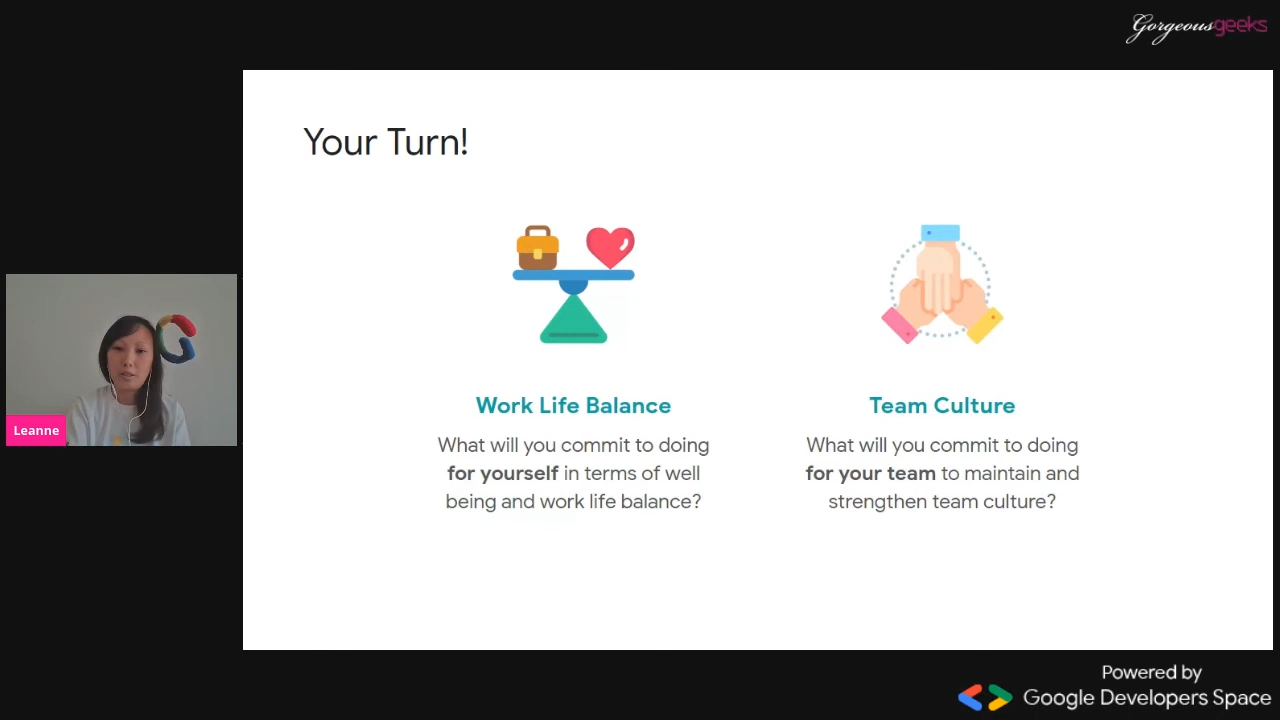 Gorgeousgeeks
Your Turn!
Work Life Balance
What will you commit to doing
for yourself in terms of well
being and work life balance?
Team Culture
What will you commit to doing
for your team to maintain and
strengthen team culture?
Leanne
Powered by
Google Developers Space